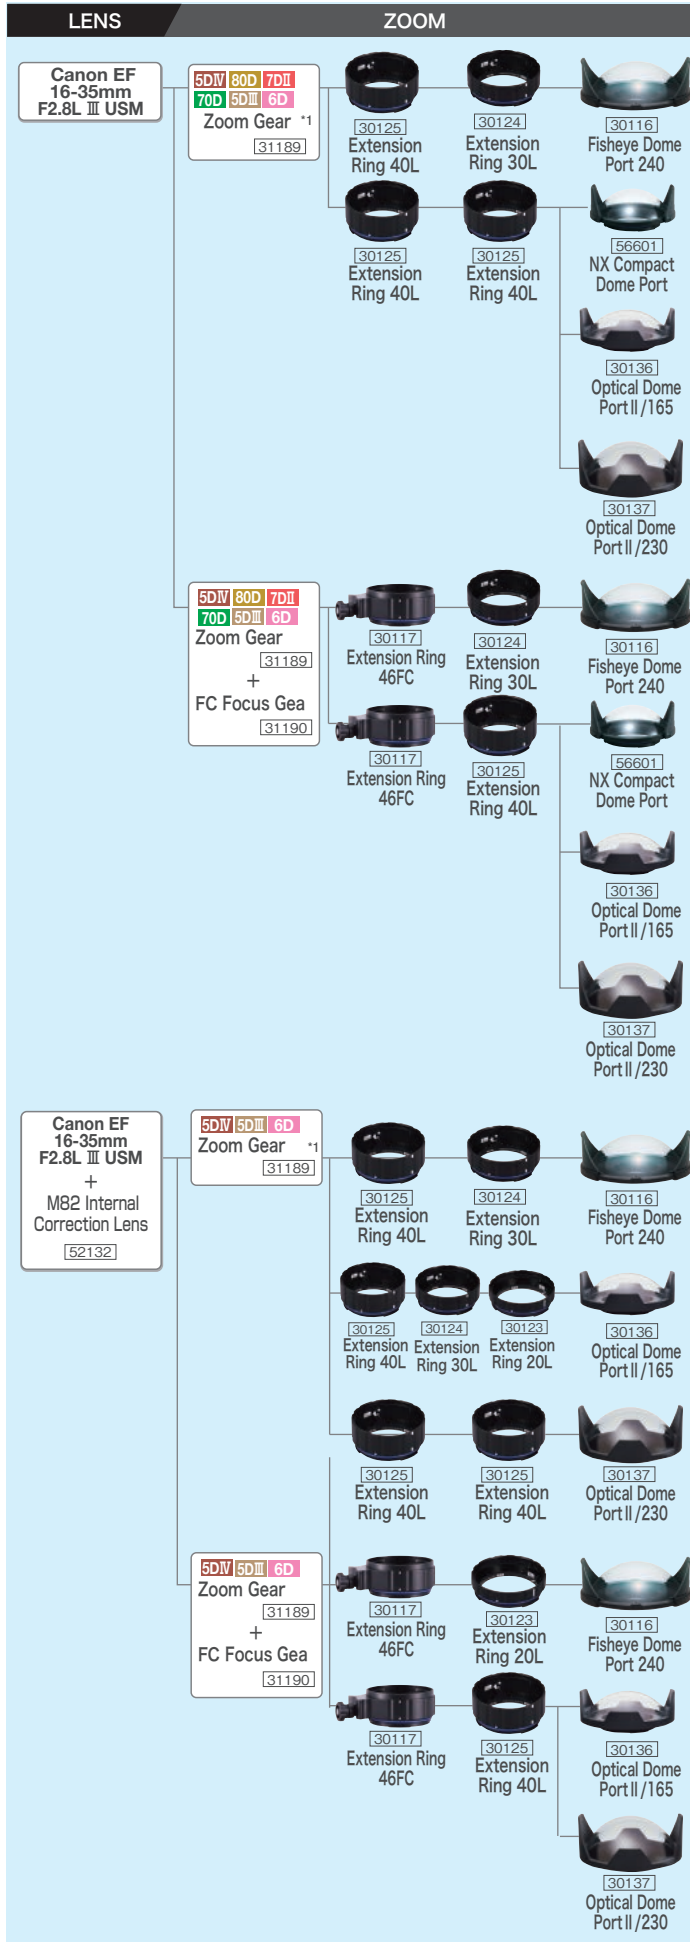 LENS ZOOM
Canon EF
16-35mm
F2.8L Ⅲ USM
5DⅣ 80D 7DⅡ
70D 5DⅢ 6D
Zoom Gear *1
31189
30125
Extension
Ring 40L
30124
Extension
Ring 30L
30116
Fisheye Dome
Port 240
30125
Extension
Ring 40L
30125
Extension
Ring 40L
56601
NX Compact
Dome Port
30136
Optical Dome
Port Ⅱ/165
30137
Optical Dome
Port Ⅱ/230
5DⅣ 80D 7DⅡ
70D 5DⅢ 6D
Zoom Gear
31189
+
FC Focus Gea
31190
30117
Extension Ring
46FC
30124
Extension
Ring 30L
30116
Fisheye Dome
Port 240
30117
Extension Ring
46FC
30125
Extension
Ring 40L
56601
NX Compact
Dome Port
30136
Optical Dome
Port Ⅱ/165
30137
Optical Dome
Port Ⅱ/230
Canon EF
16-35mm
F2.8L Ⅲ USM
+
M82 Internal
Correction Lens
52132
5DⅣ 5DⅢ 6D
Zoom Gear *1
31189
30125
Extension
Ring 40L
30124
Extension
Ring 30L
30116
Fisheye Dome
Port 240
30125
Extension
Ring 40L
30124
Extension
Ring 30L
30123
Extension
Ring 20L
30136
Optical Dome
Port Ⅱ/165
30125
Extension
Ring 40L
30125
Extension
Ring 40L
30137
Optical Dome
Port Ⅱ/230
5DⅣ 5DⅢ 6D
Zoom Gear
31189
+
FC Focus Gea
31190
30117
Extension Ring
46FC
30123
Extension
Ring 20L
30116
Fisheye Dome
Port 240
30117
Extension Ring
46FC
30125
Extension
Ring 40L
30136
Optical Dome
Port Ⅱ/165
30137
Optical Dome
Port Ⅱ/230